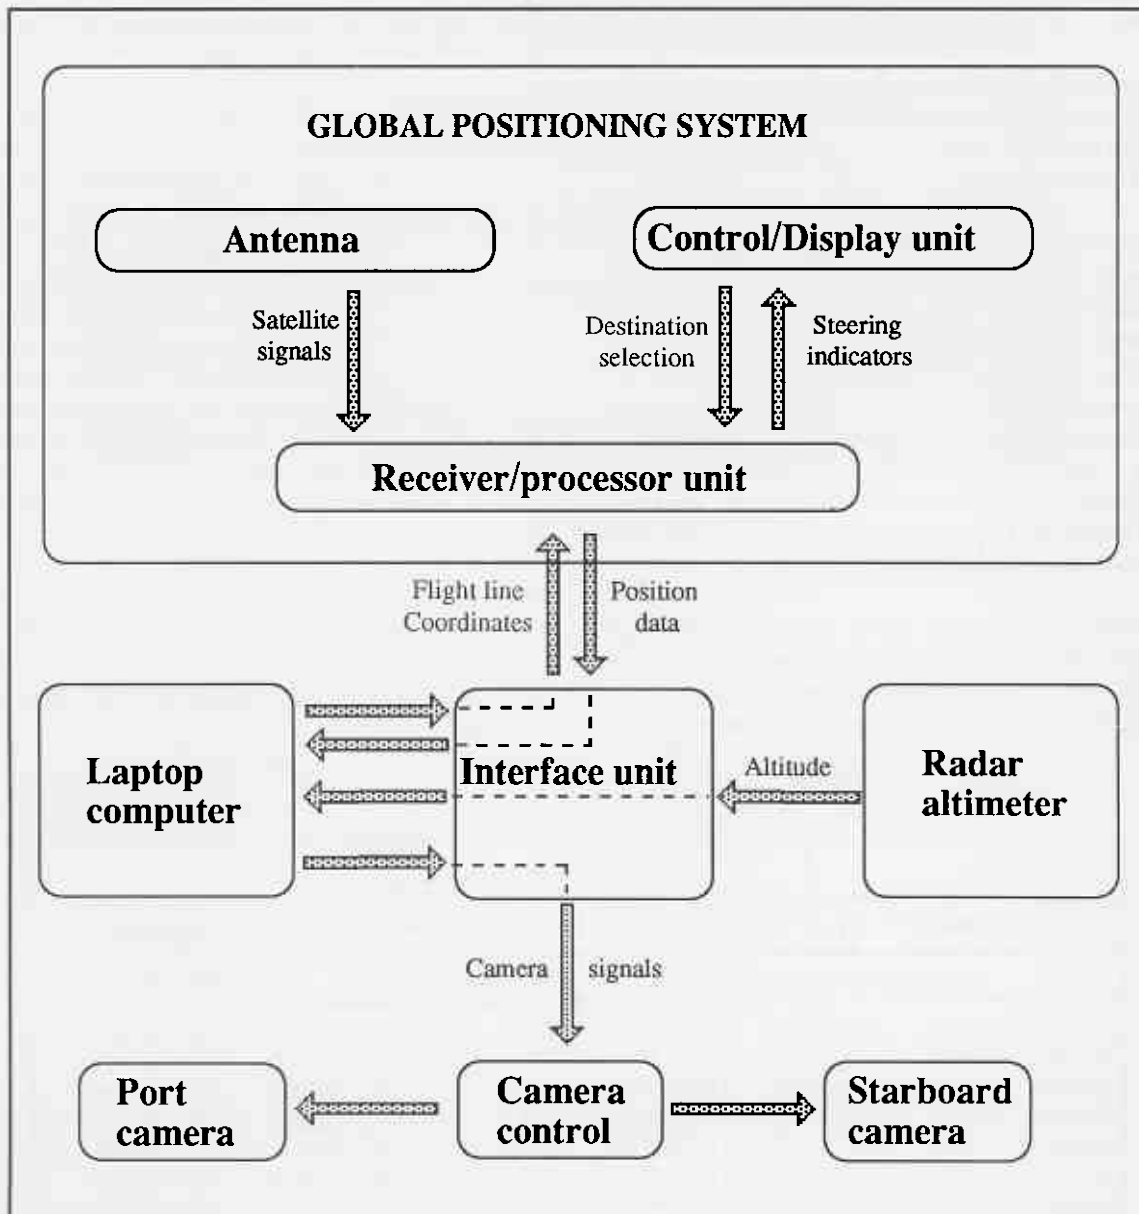 GLOBAL POSITIONING SYSTEM
Antenna
Control/Display unit
Satellite
signals
Destination
selection
Steering
indicators
Receiver/processor unit
Flight line
Coordinates
Position
data
Laptop
computer
Interface unit
Altitude
Radar
altimeter
Camera signals
Port
camera
Camera
control
Starboard
camera